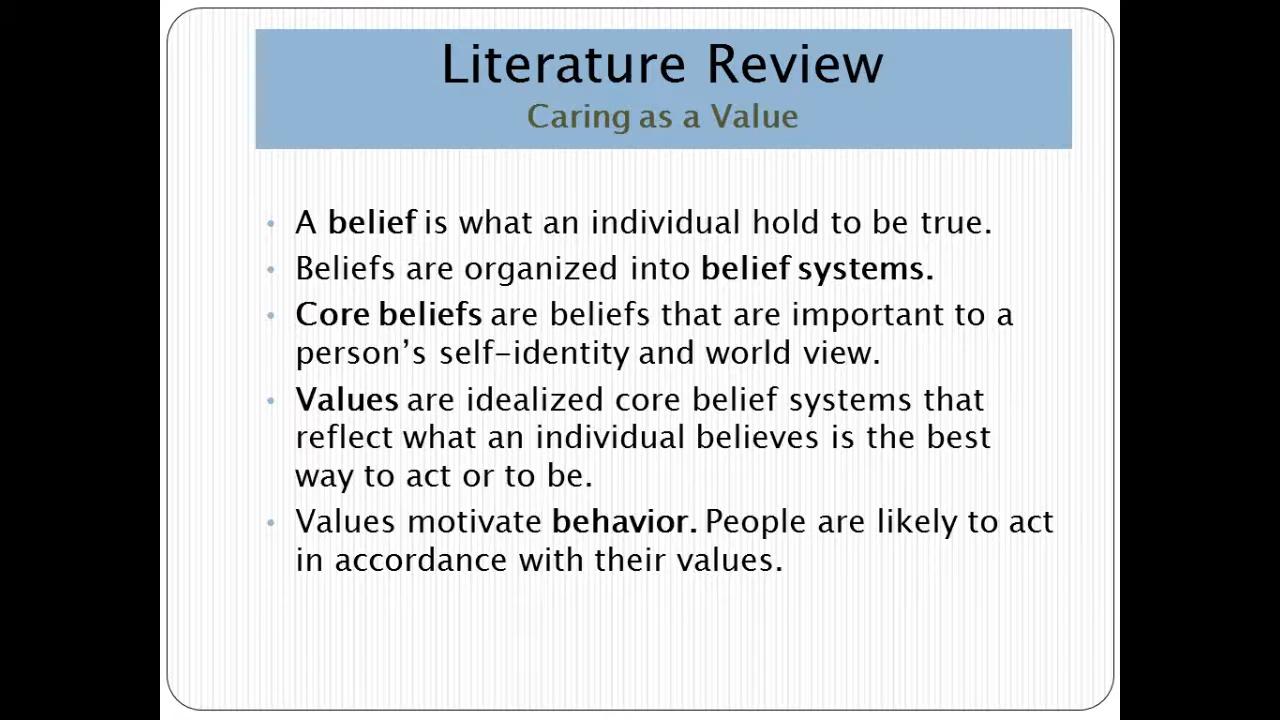 Literature Review
Caring as a Value
• A belief is what an individual hold to be true.
• Beliefs are organized into belief systems.
• Core beliefs are beliefs that are important to a
person’s self-identity and world view.
• Values are idealized core belief systems that
reflect what an individual believes is the best
way to act or to be.
• Values motivate behavior. People are likely to act
in accordance with their values.